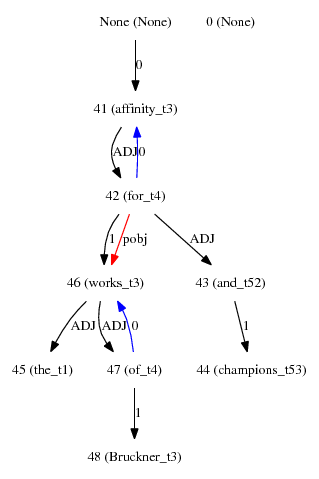 None (None) 0 (None)
0
41 (affinity_t3)
ADJ 0
42 (for_t4)
1 pobj ADJ
46 (works_t3) 43 (and_t52)
ADJ ADJ 0 1
45 (the_t1) 47 (of_t4) 44 (champions_t53)
1
48 (Bruckner_t3)